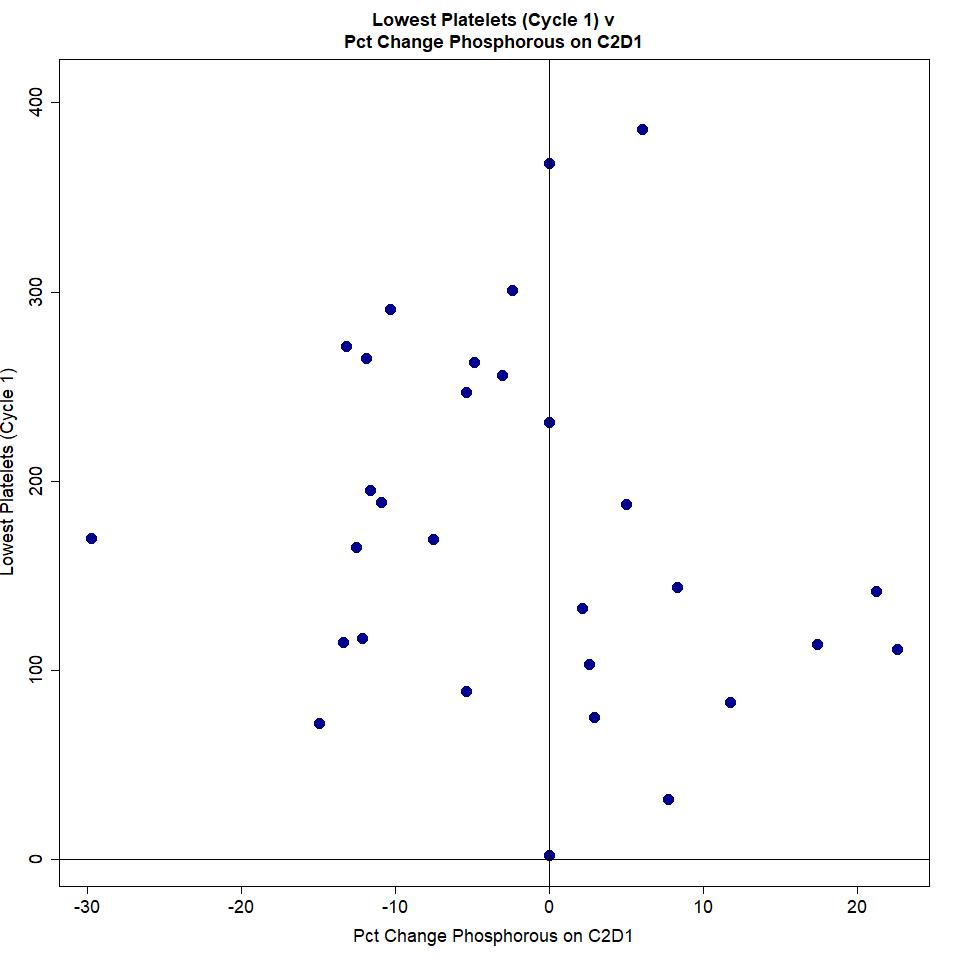 Lowest Platelets (Cycle 1) v
Pct Change Phosphorous on C2D1
400
300
200
100
0
Lowest Platelets (Cycle 1)
-30 -20 -10 0 10 20
Pct Change Phosphorous on C2D1